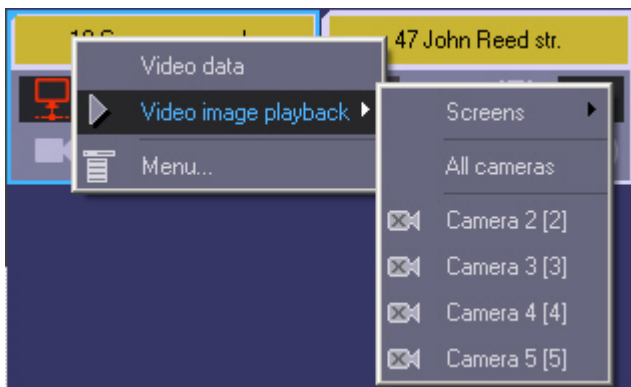 47 John Reed str.
Video data
Video image playback
Menu...
Screens
All cameras
Camera 2 [2]
Camera 3 [3]
Camera 4 [4]
Camera 5 [5]